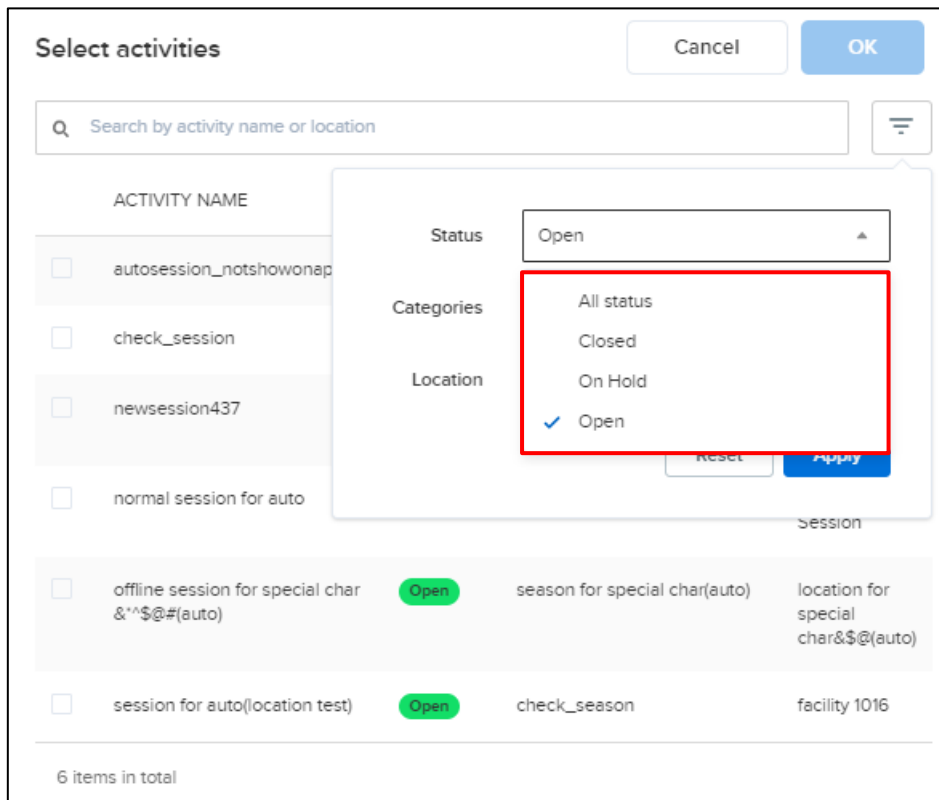 Select activities
Cancel
OK
Search by activity name or location
ACTIVITY NAME
Status
Open
autosession_notshowonap
All status
Categories
check_session
Closed
Location
On Hold
newsession437
Open
Reset
Apply
normal session for auto
Session
offline session for special char
&*^$@#(auto)
Open
season for special char(auto)
location for
special
char&$@(auto)
session for auto(location test)
Open
check_season
facility 1016
6 items in total